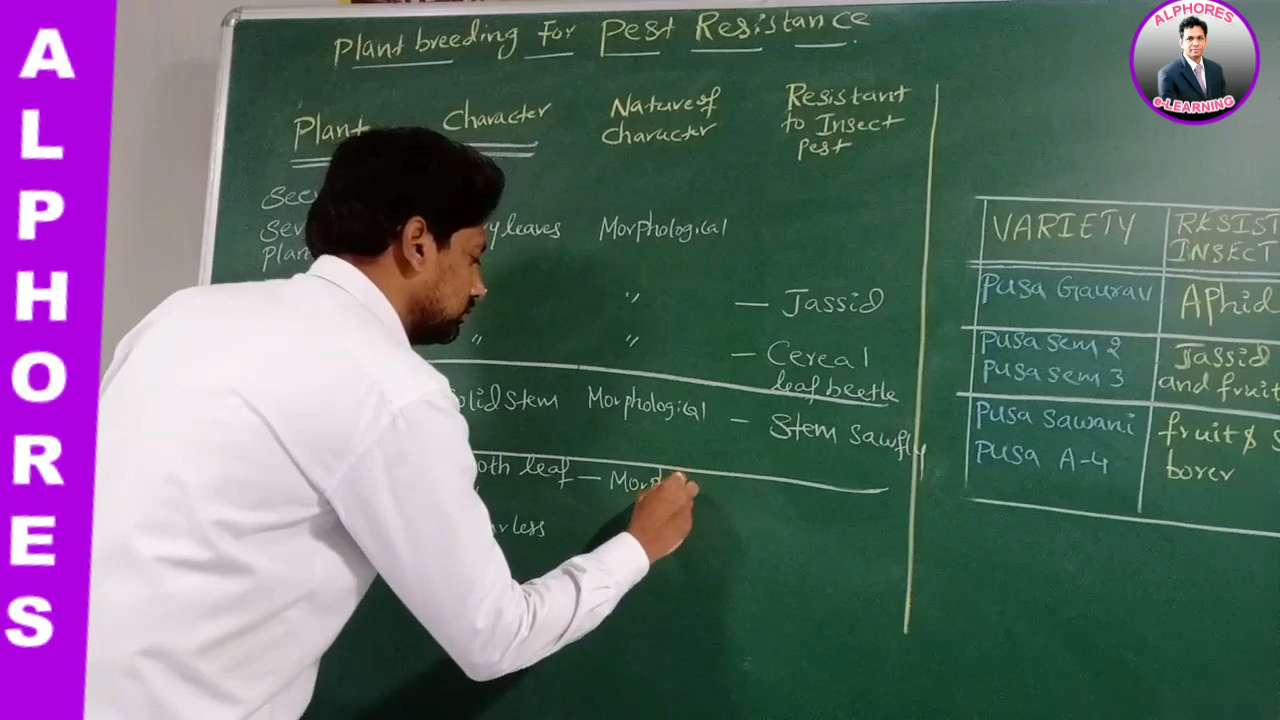 ALPHORES
ALPHORES
e-LEARNING
Plant breeding For Pest Resistance.
Plant Character Nature of character Resistant to Insect pest
leaves Morphological
" — Jassid
" " — Cereal
leaf beetle
stem Morphological — Stem Sawfly
leaf —
VARIETY
Pusa Gaurav Aphid
Pusa Sem 2 Jassid
Pusa Sem 3 and fruit
Pusa Sawani fruit &
Pusa A-4 borer